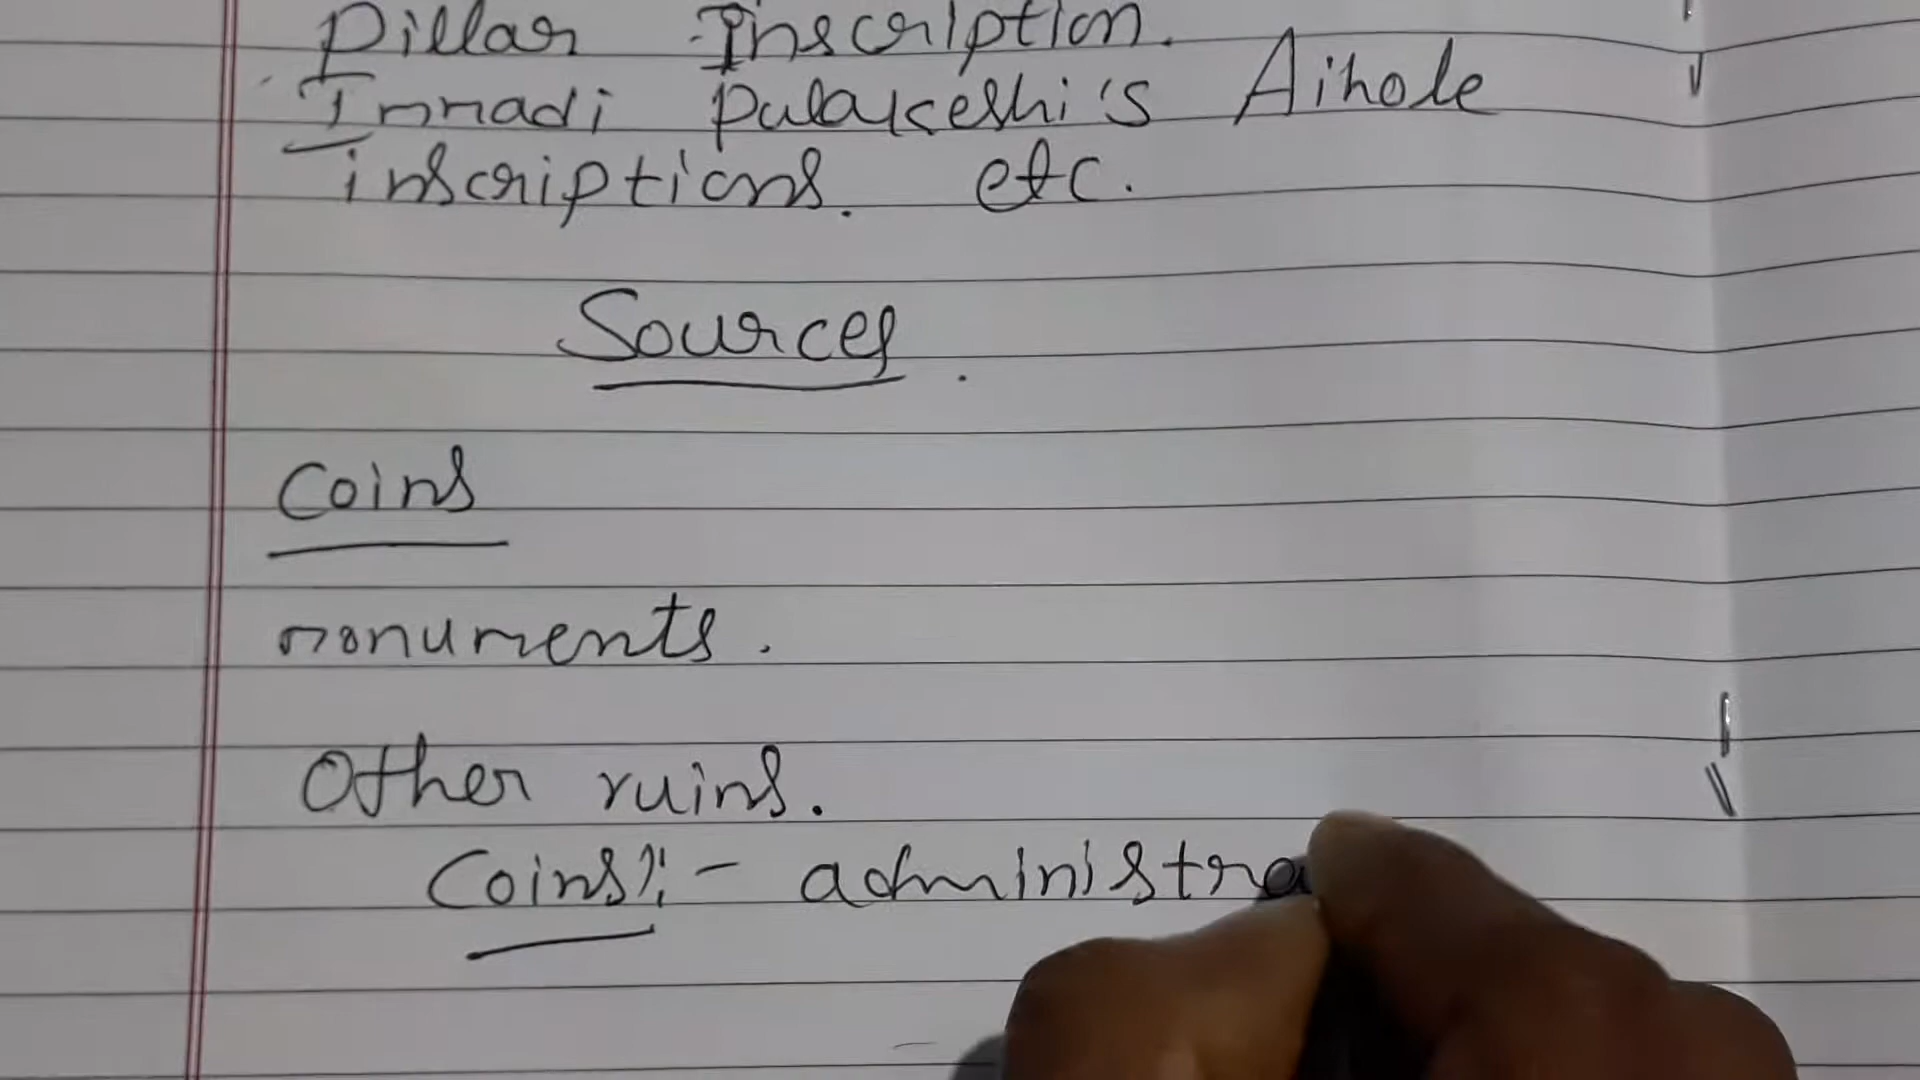 Pillar Inscription.
Immadi Pulakeshi's Aihole
inscriptions. etc.
Sources.
Coins
monuments.
Other ruins.
Coins:- administra